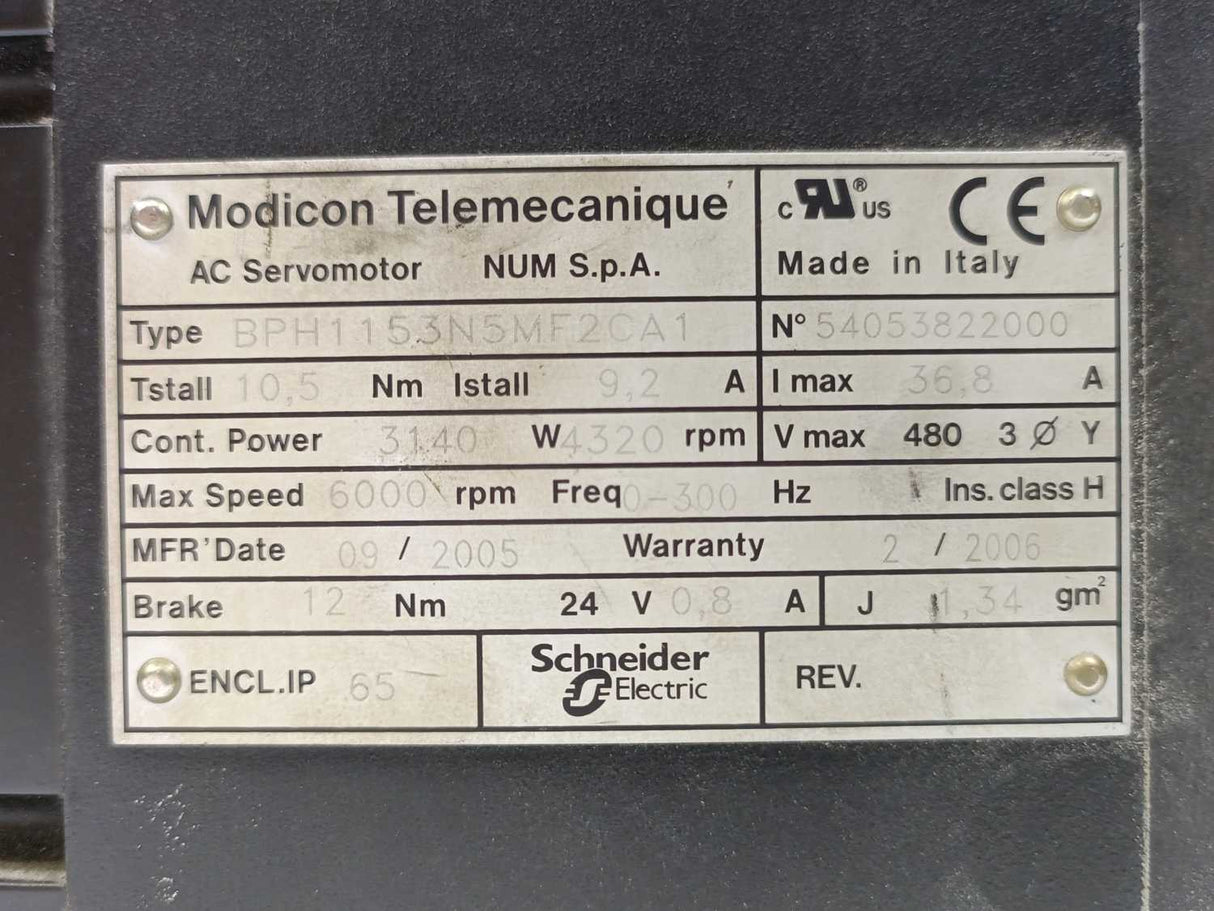 Modicon Telemecanique
AC Servomotor NUM S.p.A.
c RU ® US CE
Made in Italy
Type BPH1153N5MF2CA1
N° 54053822000
Tstall 10,5 Nm Istall 9,2 A
I max 36,8 A
Cont. Power 3140 W 4320 rpm
V max 480 3 Ø Y
Max Speed 6000 rpm Freq 0-300 Hz Ins. class H
MFR'Date 09 / 2005 Warranty 2 / 2006
Brake 12 Nm 24 V 0,8 A
J 1,34 gm²
ENCL.IP 65
Schneider
Electric
REV.